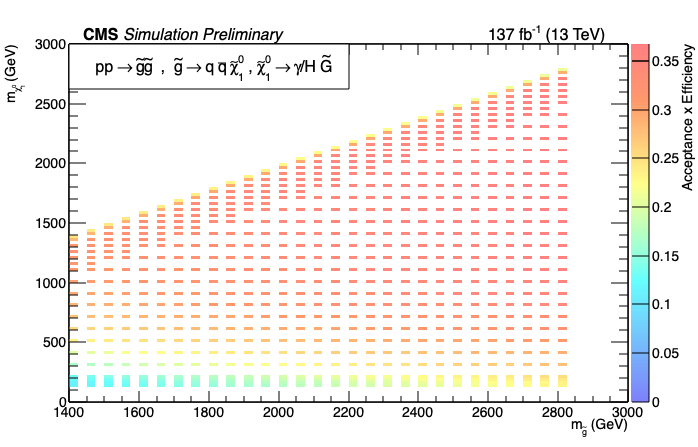 CMS Simulation Preliminary 137 fb⁻¹ (13 TeV)
pp → g̃g̃ , g̃ → q q̅ χ̃⁰₁ , χ̃⁰₁ → γ/H G̃
m_χ̃⁰₁ (GeV)
3000
2500
2000
1500
1000
500
0
1400 1600 1800 2000 2200 2400 2600 2800 3000
m_g̃ (GeV)
0.35
0.3
0.25
0.2
0.15
0.1
0.05
0
Acceptance x Efficiency